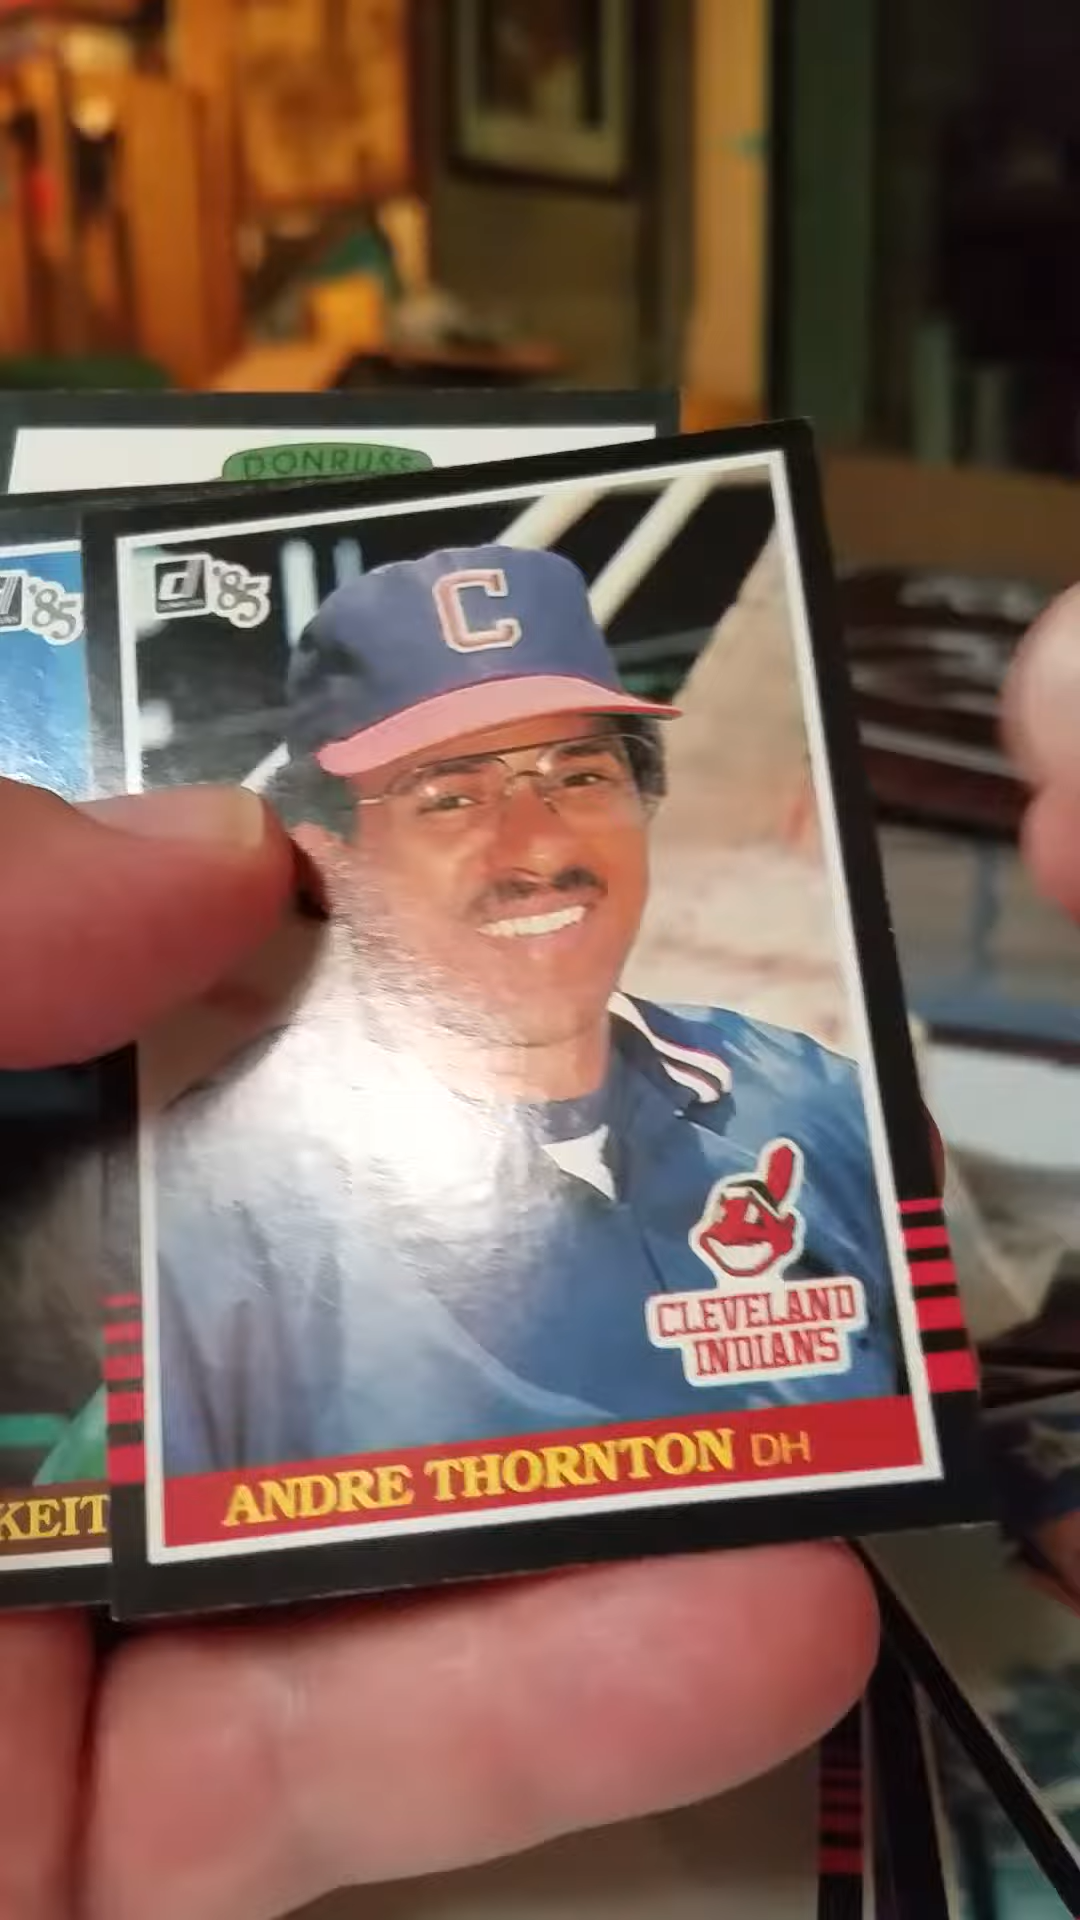 DONRUSS
'85
d '85
C
CLEVELAND
INDIANS
ANDRE THORNTON DH
KEIT